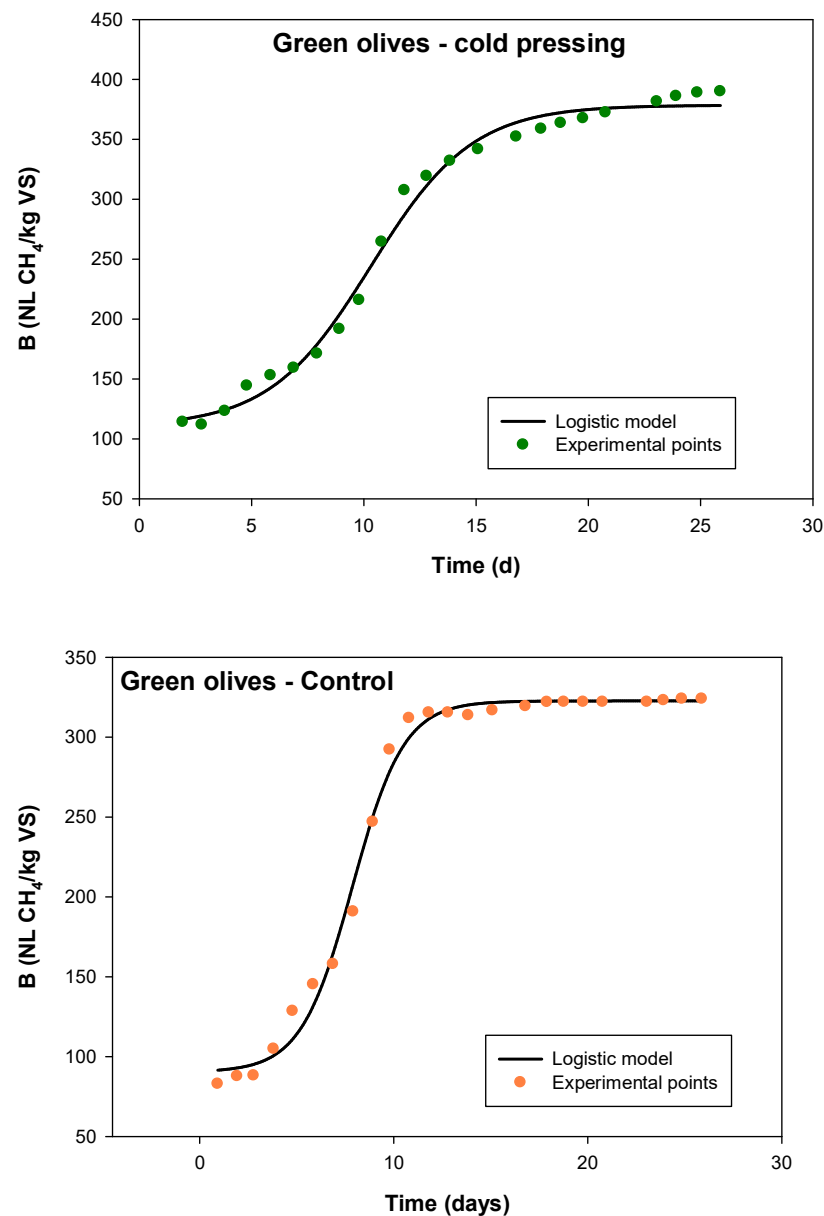 Green olives - cold pressing
450
400
350
300
250
200
150
100
50
B (NL CH₄/kg VS)
Logistic model
Experimental points
0 5 10 15 20 25 30
Time (d)
Green olives - Control
350
300
250
200
150
100
50
B (NL CH₄/kg VS)
Logistic model
Experimental points
0 10 20 30
Time (days)